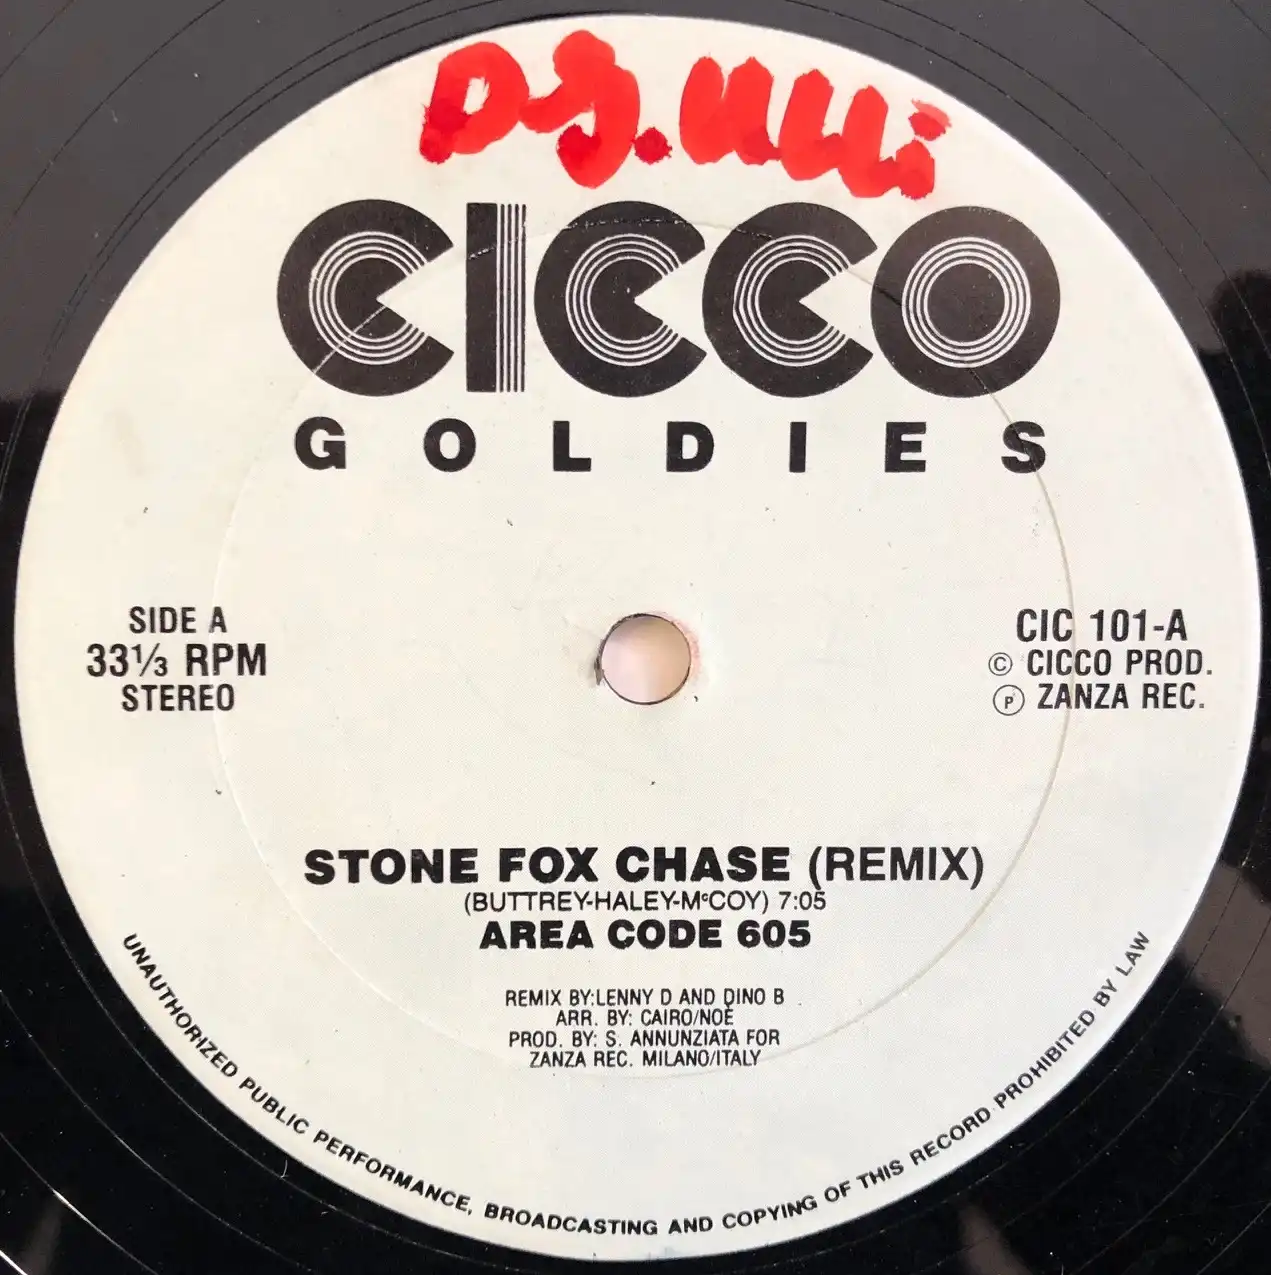 DJ. Ulli
CICCO
GOLDIES
SIDE A
33⅓ RPM
STEREO
CIC 101-A
© CICCO PROD.
℗ ZANZA REC.
STONE FOX CHASE (REMIX)
(BUTTREY-HALEY-McCOY) 7:05
AREA CODE 605
REMIX BY:LENNY D AND DINO B
ARR. BY: CAIRO/NOÈ
PROD. BY: S. ANNUNZIATA FOR
ZANZA REC. MILANO/ITALY
UNAUTHORIZED PUBLIC PERFORMANCE, BROADCASTING AND COPYING OF THIS RECORD PROHIBITED BY LAW